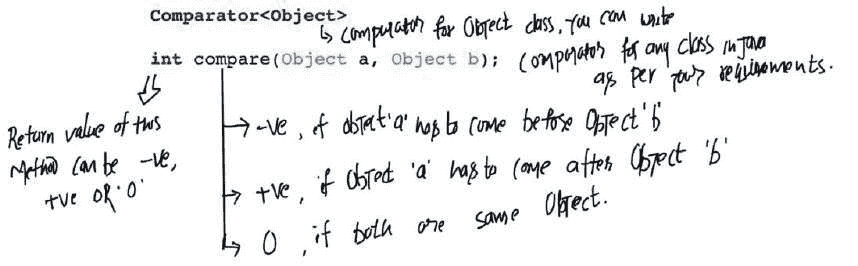 Comparator<Object>
↳ Comparator for Object class, you can write
int compare(Object a, Object b); Comparator for any class in java
as per your requirements.
Return value of this
Method can be -ve,
+ve OR '0'
→ -ve, if object 'a' has to come before Object 'b'
→ +ve, if Object 'a' has to come after Object 'b'
↳ 0, if both are same Object.